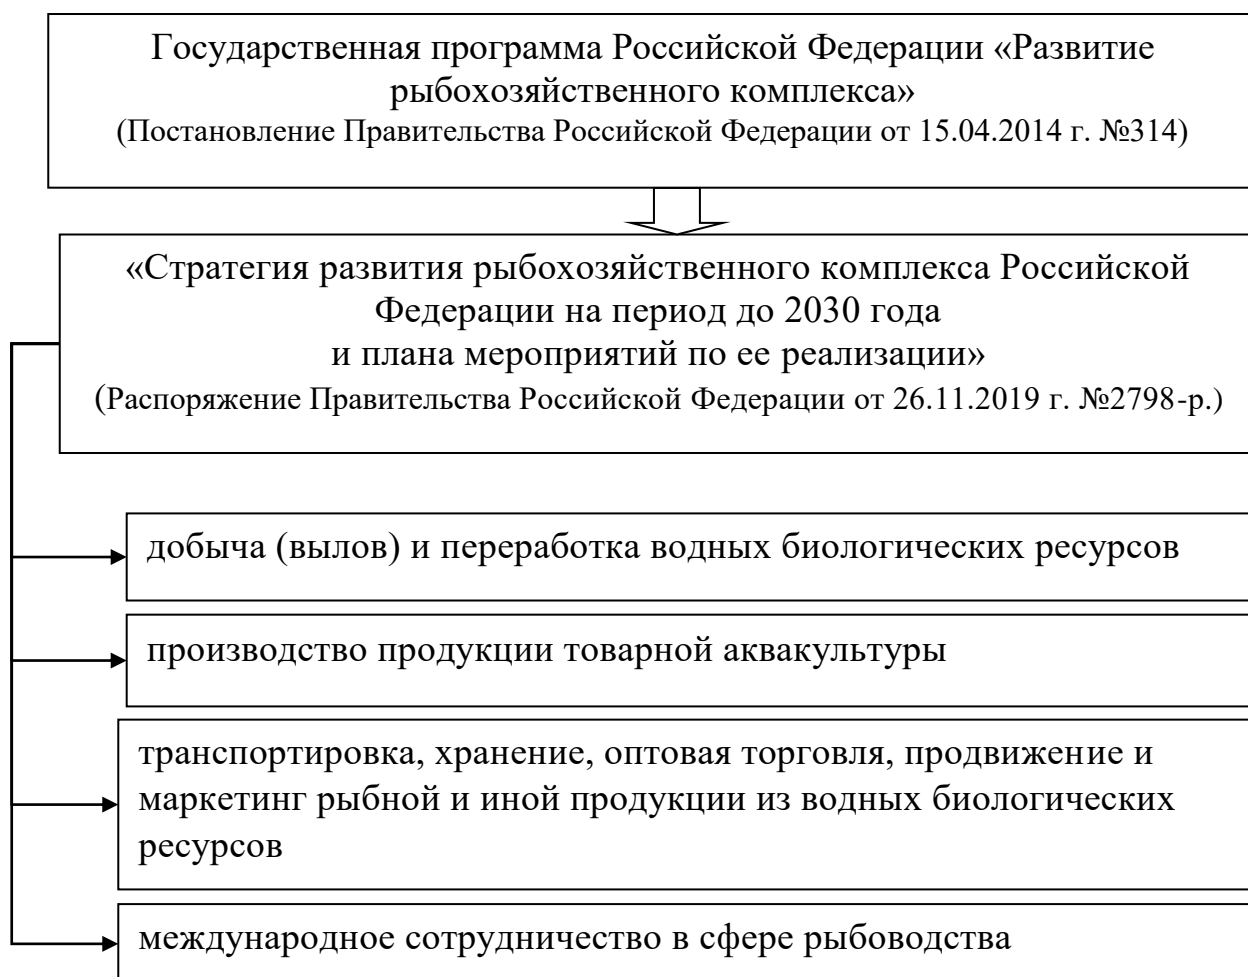 Государственная программа Российской Федерации «Развитие
рыбохозяйственного комплекса»
(Постановление Правительства Российской Федерации от 15.04.2014 г. №314)
«Стратегия развития рыбохозяйственного комплекса Российской
Федерации на период до 2030 года
и плана мероприятий по ее реализации»
(Распоряжение Правительства Российской Федерации от 26.11.2019 г. №2798-р.)
добыча (вылов) и переработка водных биологических ресурсов
производство продукции товарной аквакультуры
транспортировка, хранение, оптовая торговля, продвижение и
маркетинг рыбной и иной продукции из водных биологических
ресурсов
международное сотрудничество в сфере рыбоводства